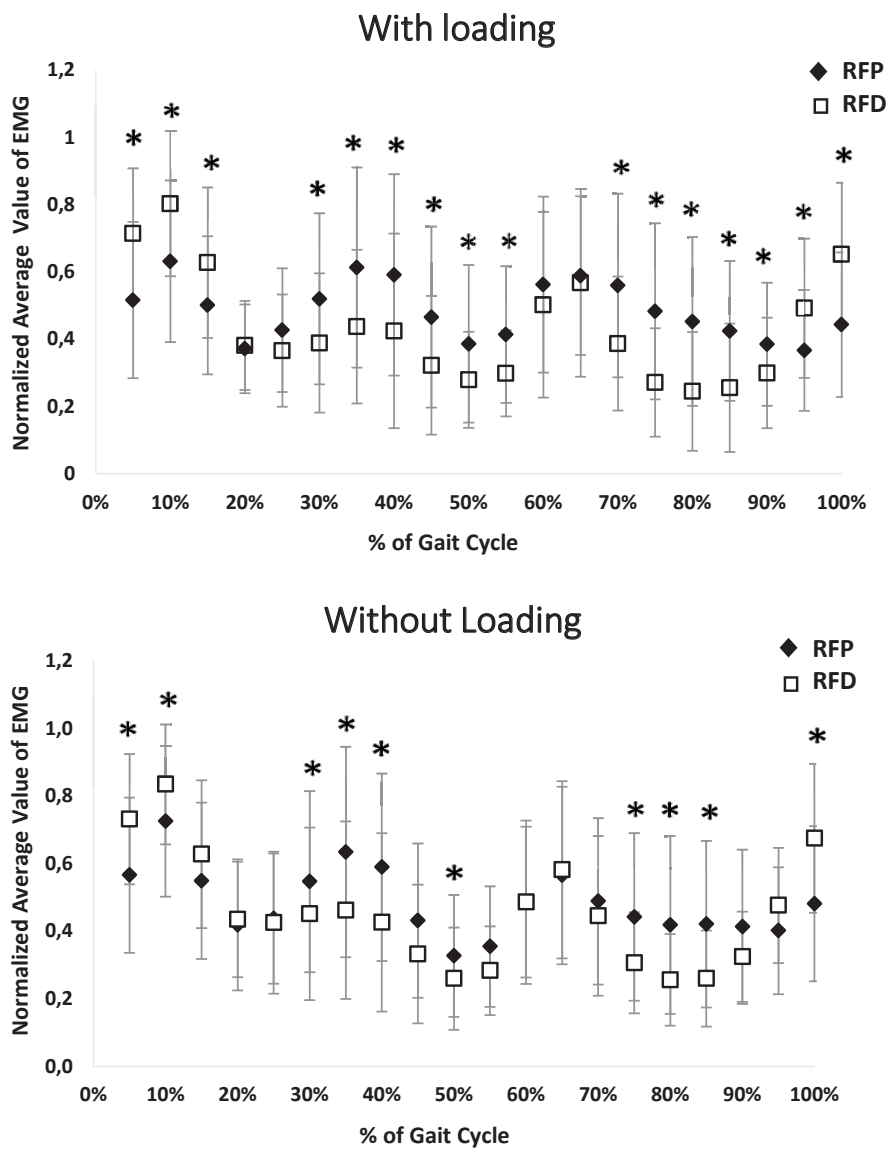 With loading
RFP
RFD
Normalized Average Value of EMG
1,2
1
0,8
0,6
0,4
0,2
0
* * * * * * * * * * * * * * * * *
0% 10% 20% 30% 40% 50% 60% 70% 80% 90% 100%
% of Gait Cycle
Without Loading
RFP
RFD
Normalized Average Value of EMG
1,2
1,0
0,8
0,6
0,4
0,2
0,0
* * * * * * * * * *
0% 10% 20% 30% 40% 50% 60% 70% 80% 90% 100%
% of Gait Cycle